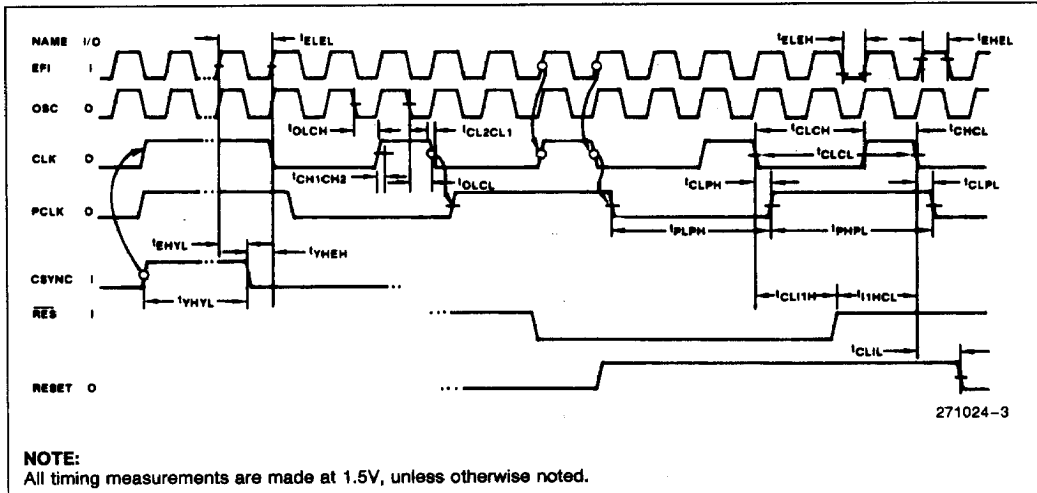 NAME I/O
tELEL tELEH tEHEL
EFI I
OSC O
tOLCH tCL2CL1 tCLCH tCHCL
CLK O
tCLCL
tCH1CH2 tOLCL tCLPH tCLPL
PCLK O
tEHYL tYHEH tPLPH tPHPL
CSYNC I
tYHYL tCLI1H tI1HCL
RES I
tCLIL
RESET O
271024-3
NOTE:
All timing measurements are made at 1.5V, unless otherwise noted.